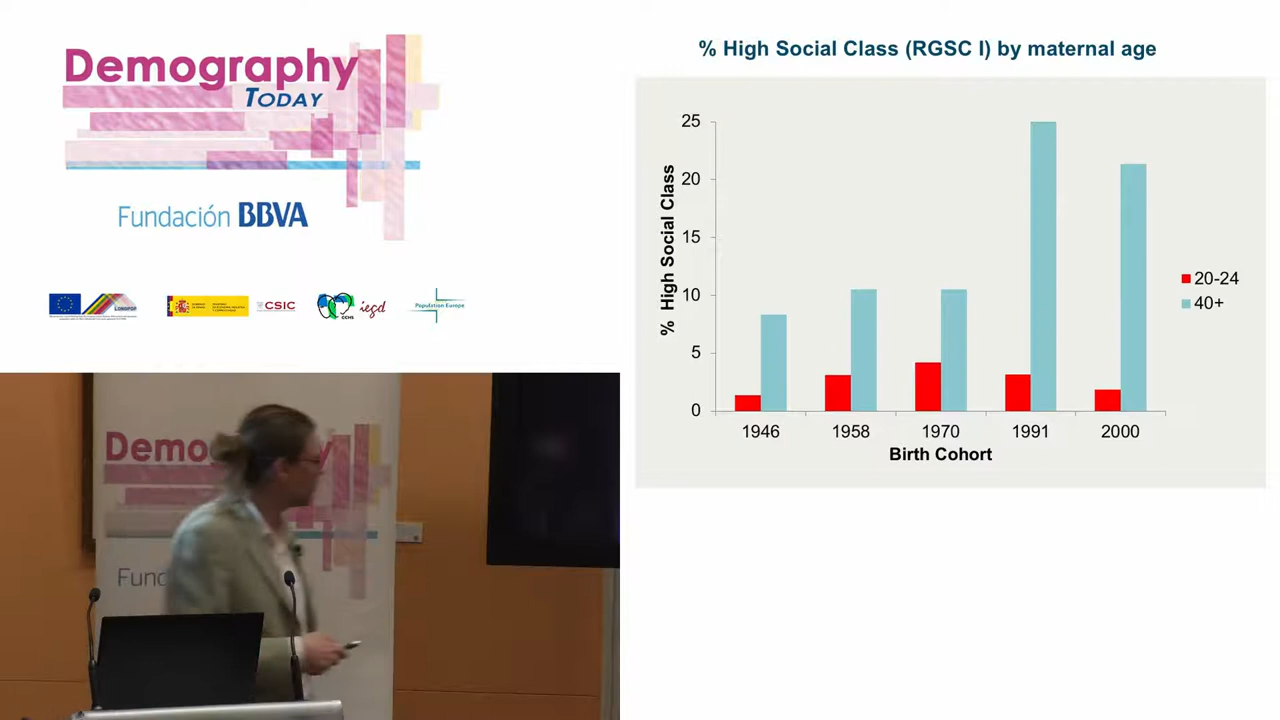 Demography
TODAY
Fundación BBVA
CSIC
CCHS
iegd
Population Europe
% High Social Class (RGSC I) by maternal age
% High Social Class
25
20
15
10
5
0
1946 1958 1970 1991 2000
Birth Cohort
20-24
40+
Demo y
Fund